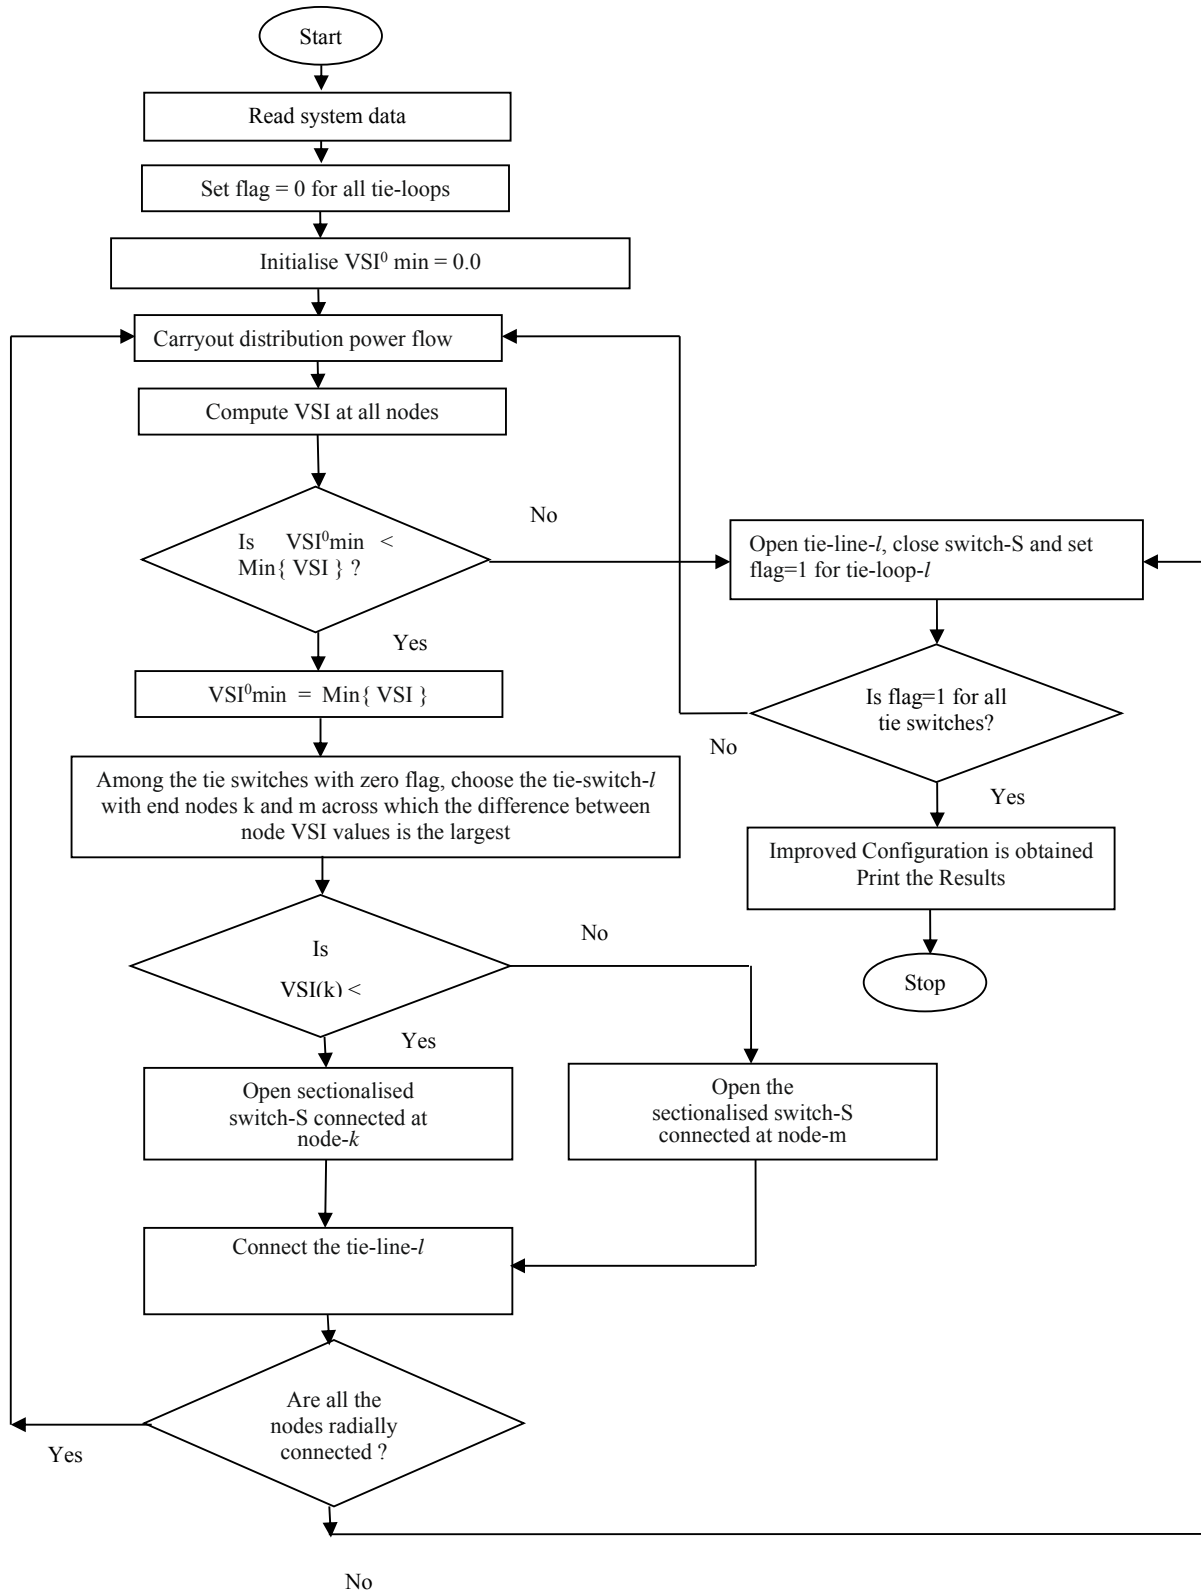 Start
Read system data
Set flag = 0 for all tie-loops
Initialise VSI⁰ min = 0.0
Carryout distribution power flow
Compute VSI at all nodes
Is VSI⁰min <
Min{ VSI } ?
No
Yes
VSI⁰min = Min{ VSI }
Among the tie switches with zero flag, choose the tie-switch-l
with end nodes k and m across which the difference between
node VSI values is the largest
Is
VSI(k) <
No
Yes
Open sectionalised
switch-S connected at
node-k
Open the
sectionalised switch-S
connected at node-m
Connect the tie-line-l
Are all the
nodes radially
connected ?
Yes
No
Open tie-line-l, close switch-S and set
flag=1 for tie-loop-l
Is flag=1 for all
tie switches?
No
Yes
Improved Configuration is obtained
Print the Results
Stop